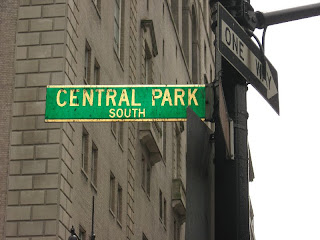 CENTRAL PARK
SOUTH
ONE WAY